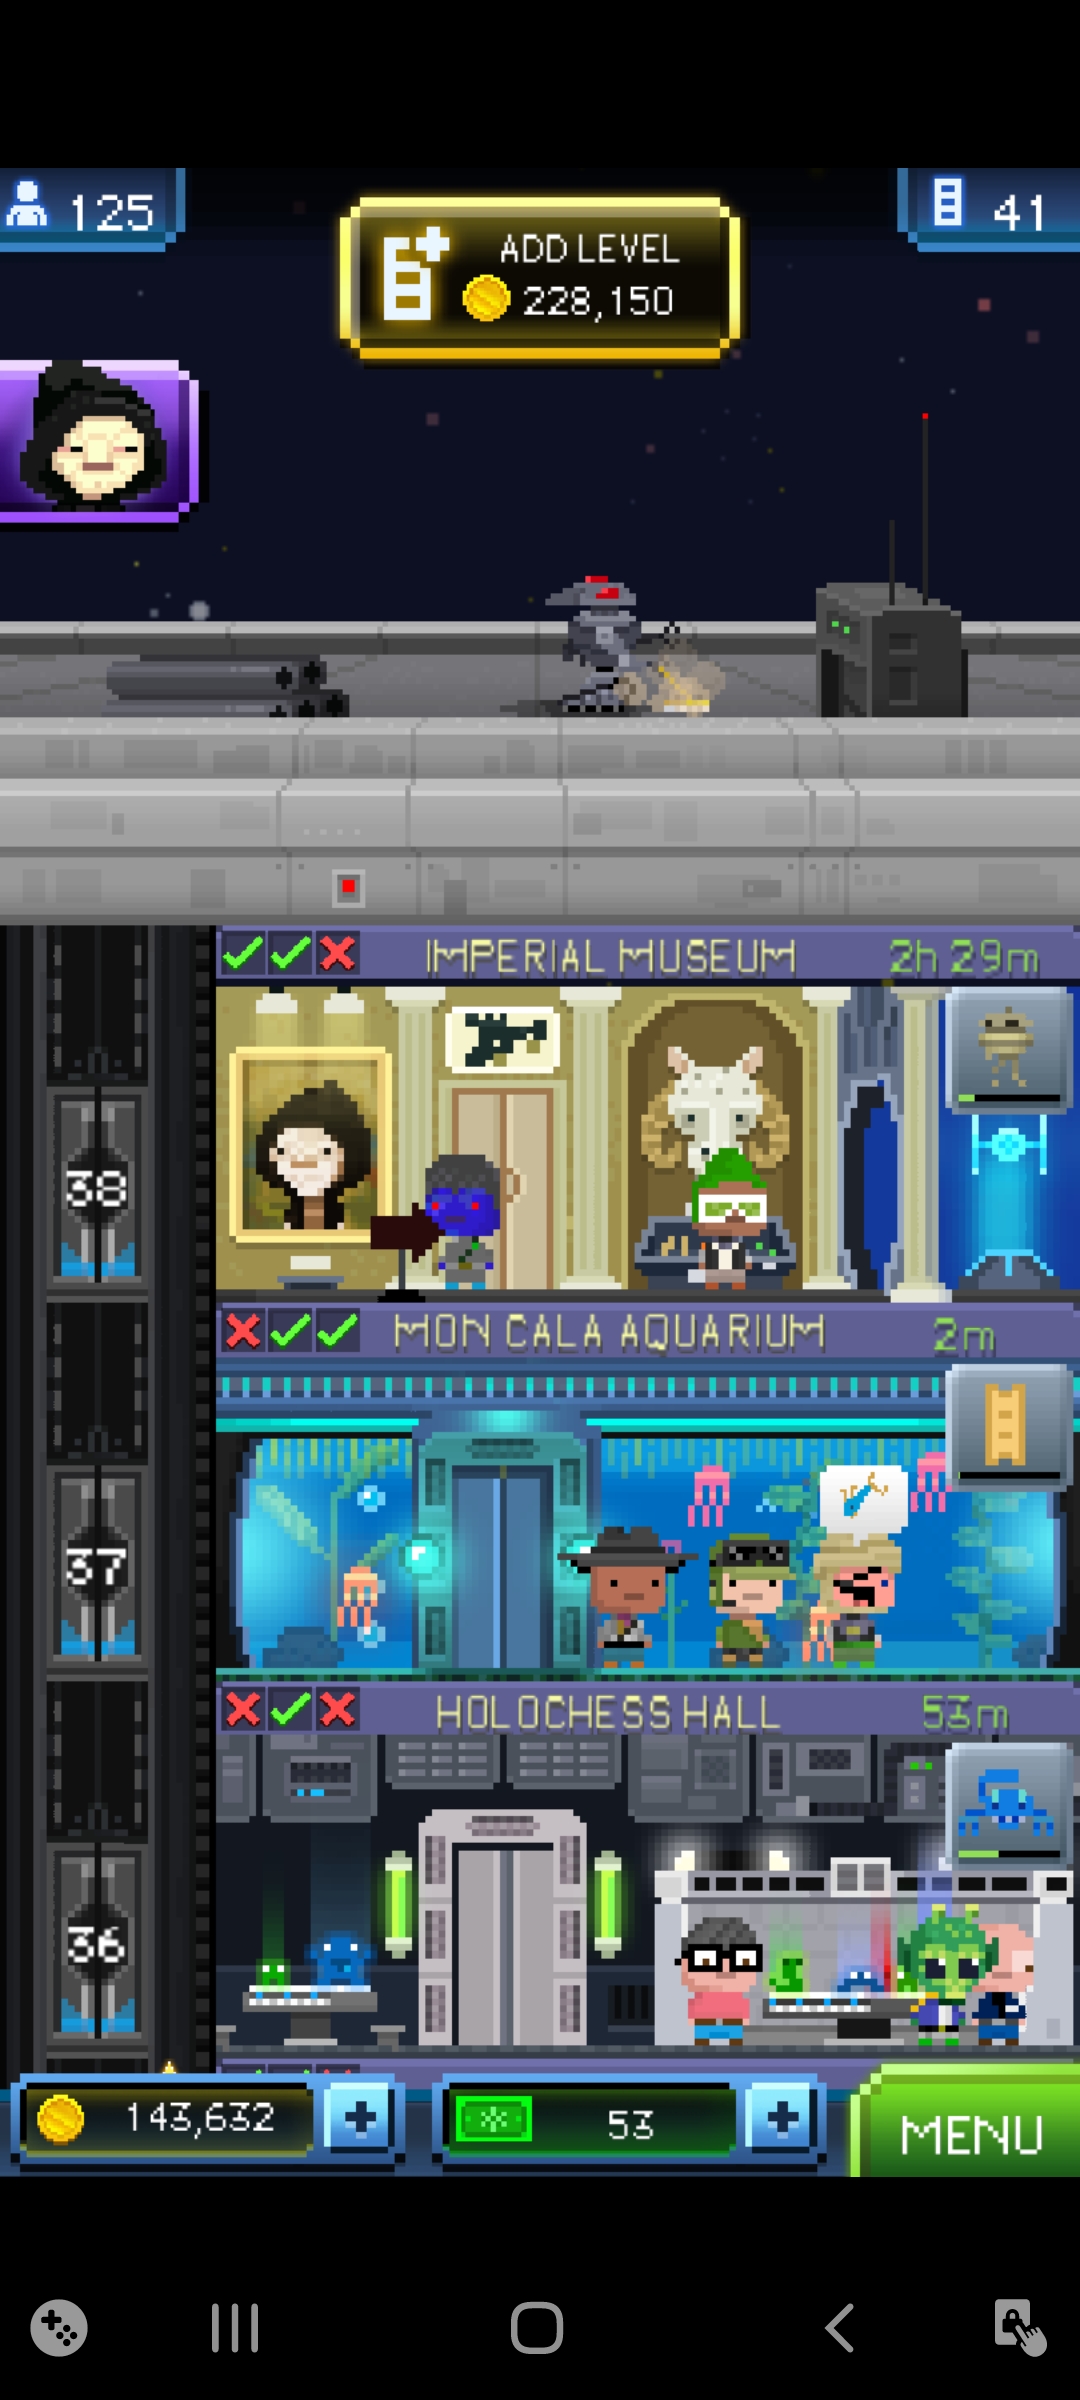 125
ADD LEVEL
228,150
41
IMPERIAL MUSEUM
2h 29m
38
MON CALA AQUARIUM
2m
37
HOLOCHESS HALL
53m
36
143,632
53
MENU